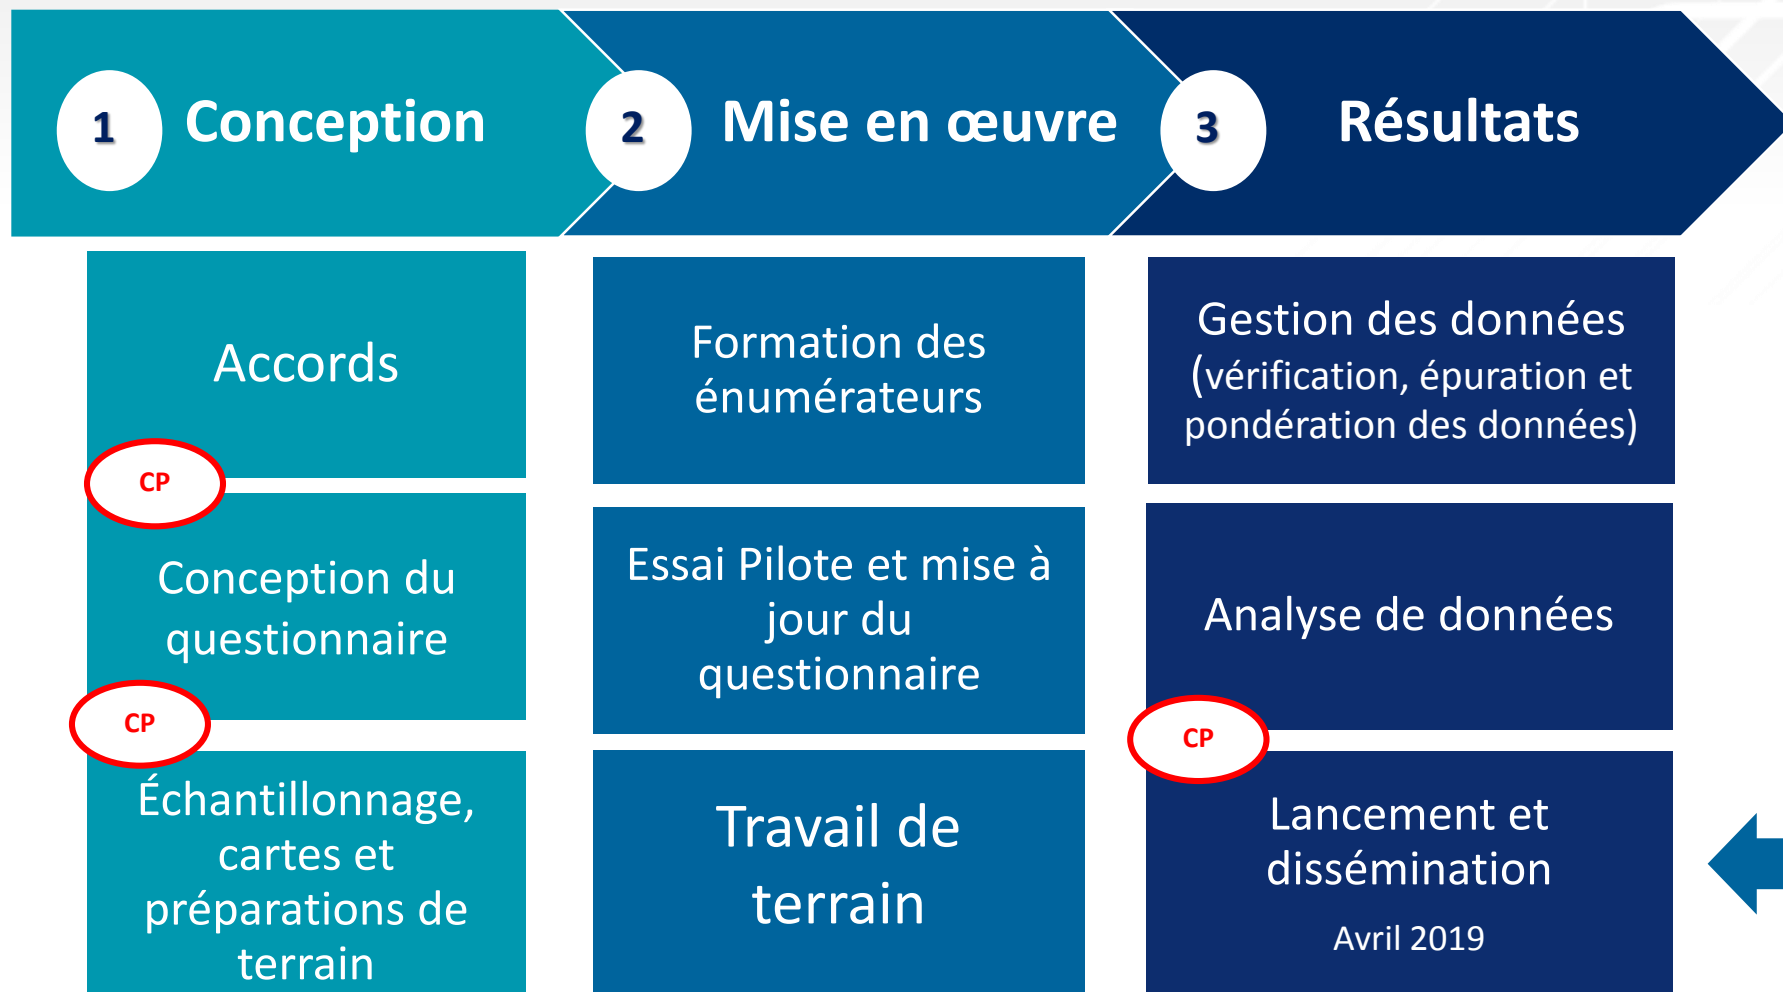 1 Conception
2 Mise en œuvre
3 Résultats
Accords
CP
Conception du
questionnaire
CP
Échantillonnage,
cartes et
préparations de
terrain
Formation des
énumérateurs
Essai Pilote et mise à
jour du
questionnaire
Travail de
terrain
Gestion des données
(vérification, épuration et
pondération des données)
Analyse de données
CP
Lancement et
dissémination
Avril 2019